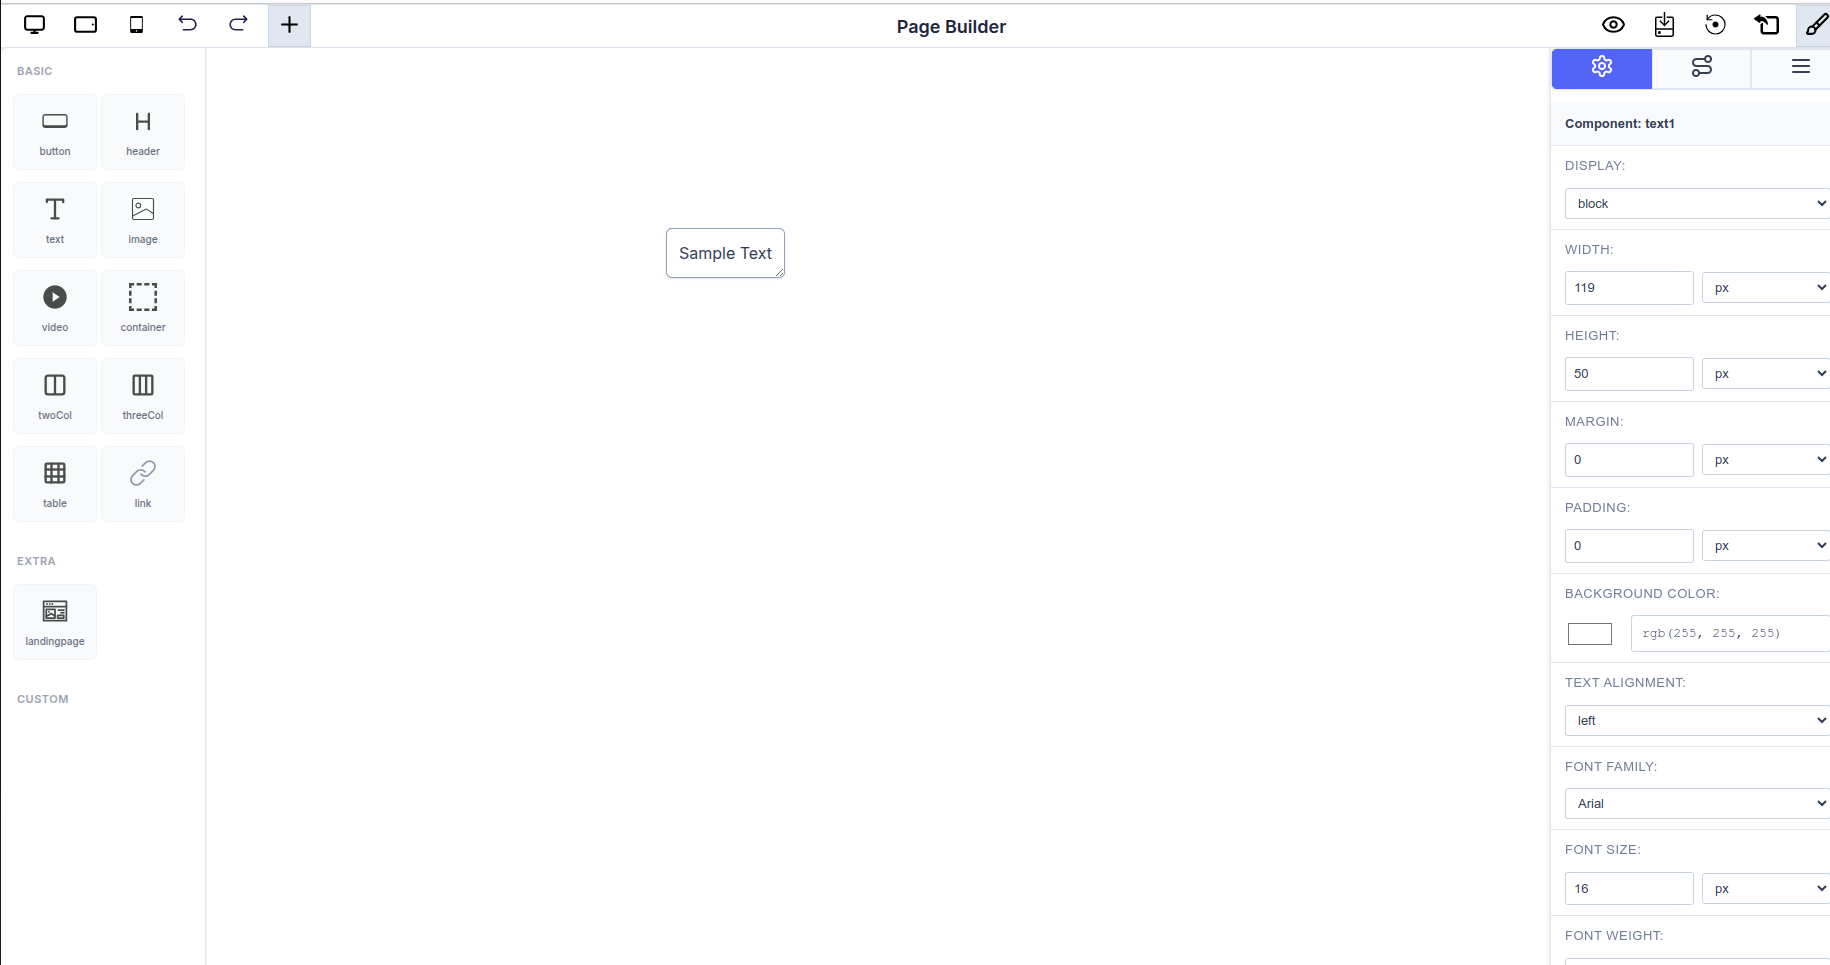 Page Builder
BASIC
button
header
text
image
video
container
twoCol
threeCol
table
link
EXTRA
landingpage
CUSTOM
Sample Text
Component: text1
DISPLAY:
block
WIDTH:
119 px
HEIGHT:
50 px
MARGIN:
0 px
PADDING:
0 px
BACKGROUND COLOR:
rgb(255, 255, 255)
TEXT ALIGNMENT:
left
FONT FAMILY:
Arial
FONT SIZE:
16 px
FONT WEIGHT: